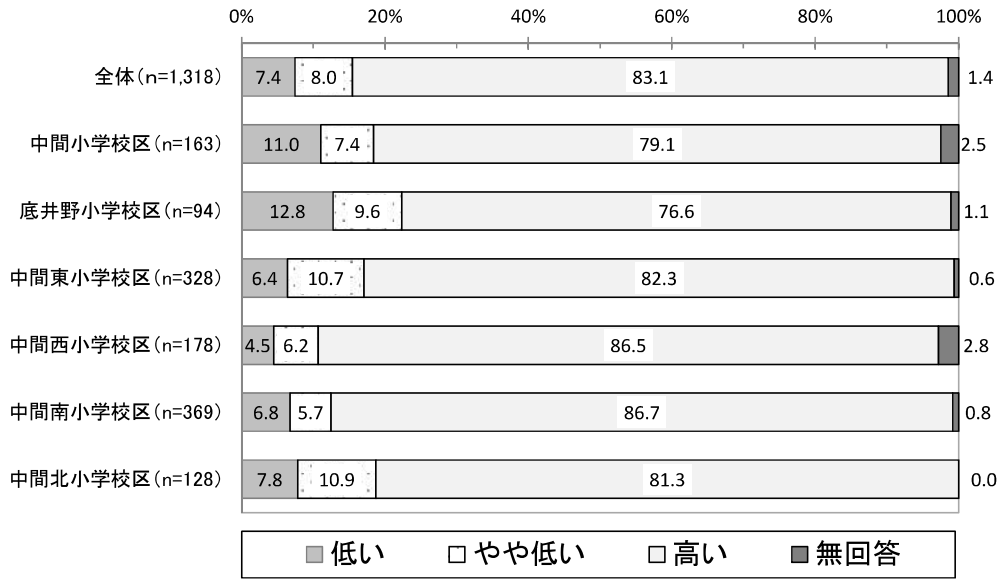 0% 20% 40% 60% 80% 100%
全体（n=1,318） 7.4 8.0 83.1 1.4
中間小学校区（n=163） 11.0 7.4 79.1 2.5
底井野小学校区（n=94） 12.8 9.6 76.6 1.1
中間東小学校区（n=328） 6.4 10.7 82.3 0.6
中間西小学校区（n=178） 4.5 6.2 86.5 2.8
中間南小学校区（n=369） 6.8 5.7 86.7 0.8
中間北小学校区（n=128） 7.8 10.9 81.3 0.0
低い やや低い 高い 無回答